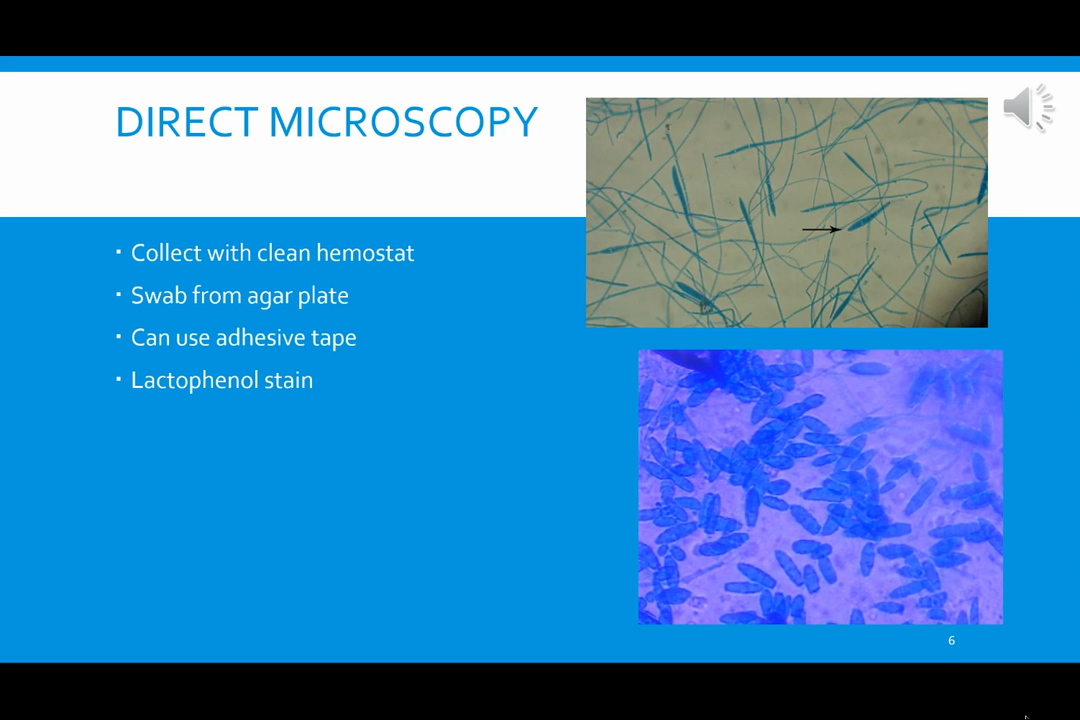 DIRECT MICROSCOPY
▪ Collect with clean hemostat
▪ Swab from agar plate
▪ Can use adhesive tape
▪ Lactophenol stain
6